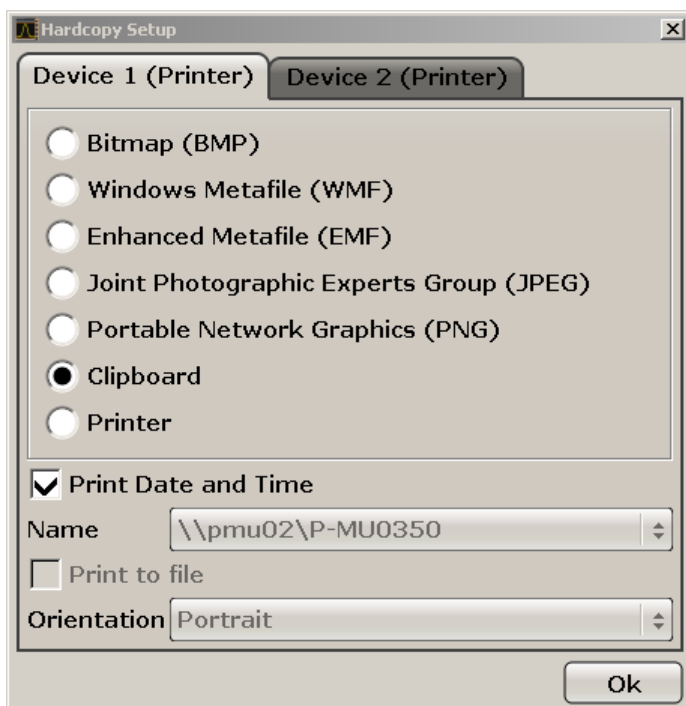 Hardcopy Setup
Device 1 (Printer) Device 2 (Printer)
Bitmap (BMP)
Windows Metafile (WMF)
Enhanced Metafile (EMF)
Joint Photographic Experts Group (JPEG)
Portable Network Graphics (PNG)
Clipboard
Printer
Print Date and Time
Name \\pmu02\P-MU0350
Print to file
Orientation Portrait
Ok